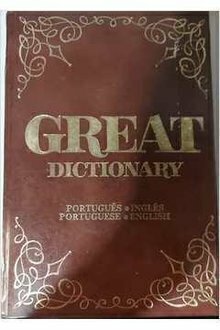 GREAT
DICTIONARY
PORTUGUÊS • INGLÊS
PORTUGUESE • ENGLISH